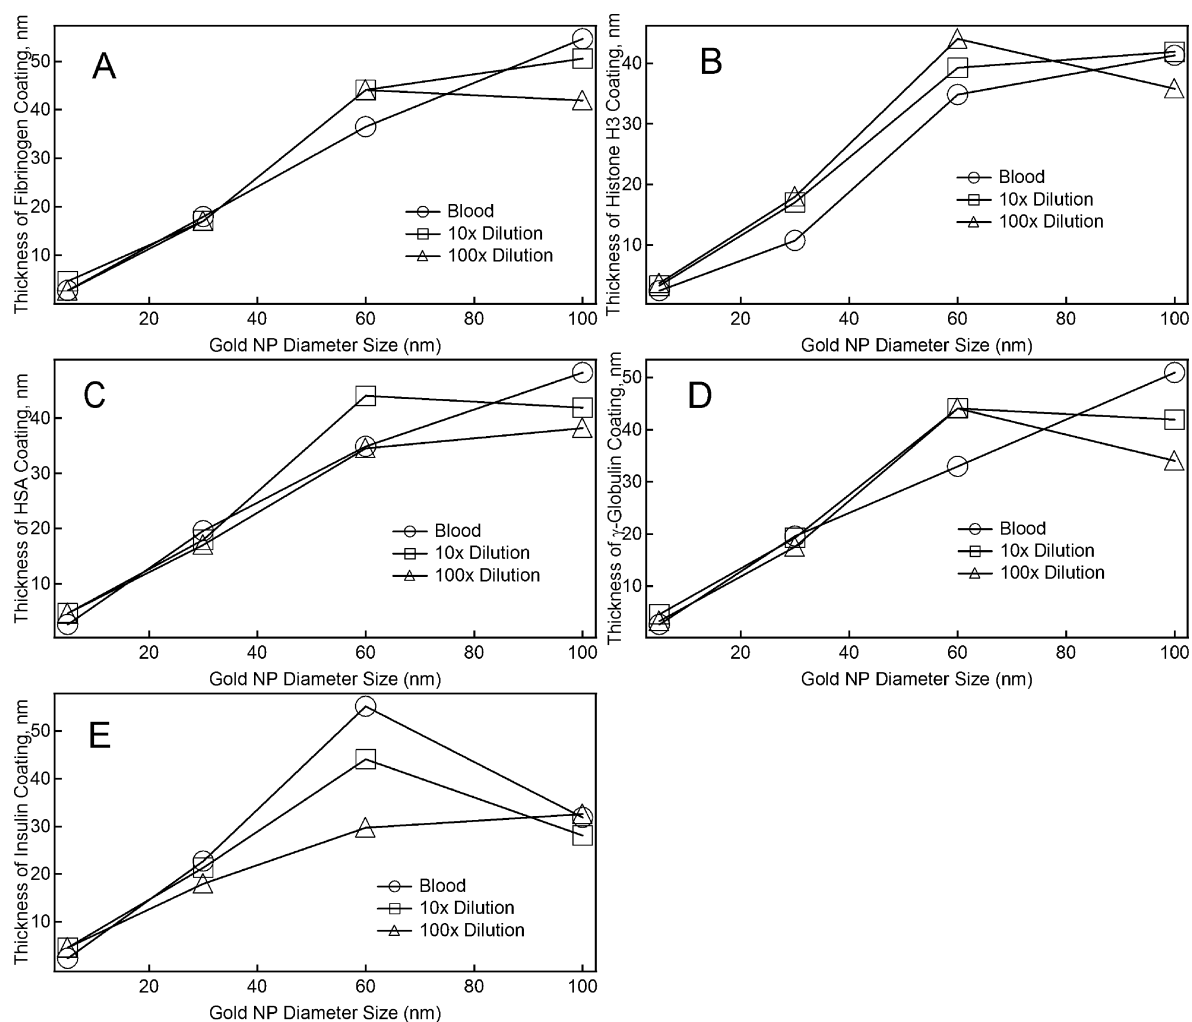 A
Thickness of Fibrinogen Coating, nm
50
40
30
20
10
Blood
10x Dilution
100x Dilution
20 40 60 80 100
Gold NP Diameter Size (nm)
B
Thickness of Histone H3 Coating, nm
40
30
20
10
Blood
10x Dilution
100x Dilution
20 40 60 80 100
Gold NP Diameter Size (nm)
C
Thickness of HSA Coating, nm
40
30
20
10
Blood
10x Dilution
100x Dilution
20 40 60 80 100
Gold NP Diameter Size (nm)
D
Thickness of γ-Globulin Coating, nm
50
40
30
20
10
Blood
10x Dilution
100x Dilution
20 40 60 80 100
Gold NP Diameter Size (nm)
E
Thickness of Insulin Coating, nm
50
40
30
20
10
Blood
10x Dilution
100x Dilution
20 40 60 80 100
Gold NP Diameter Size (nm)